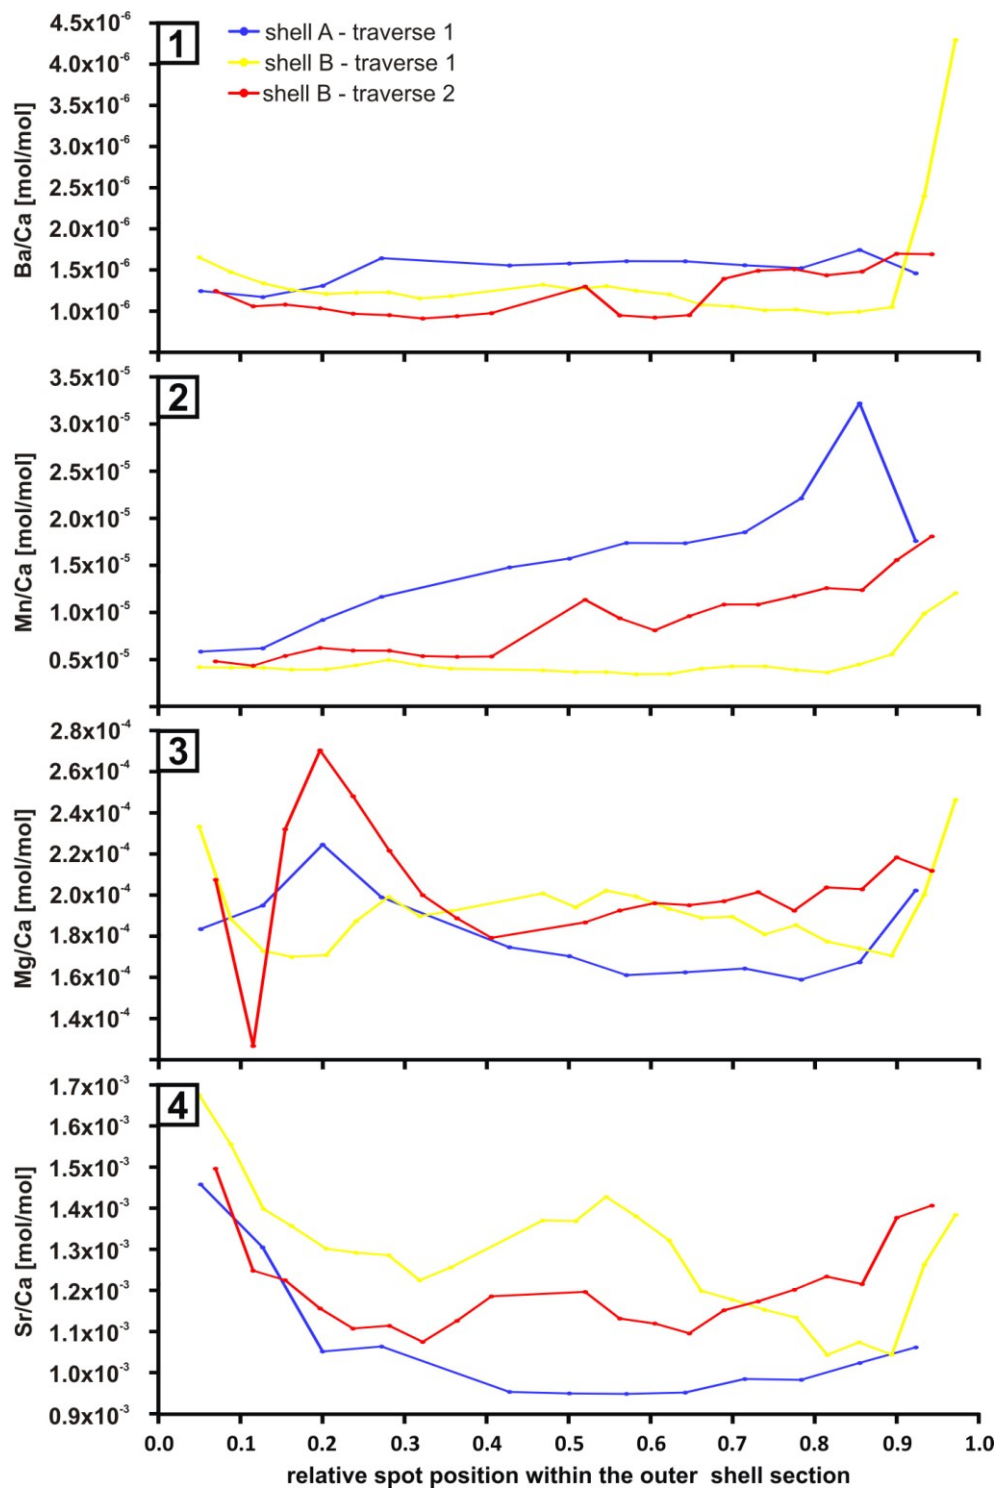 1
shell A - traverse 1
shell B - traverse 1
shell B - traverse 2
Ba/Ca [mol/mol]
4.5x10⁻⁶
4.0x10⁻⁶
3.5x10⁻⁶
3.0x10⁻⁶
2.5x10⁻⁶
2.0x10⁻⁶
1.5x10⁻⁶
1.0x10⁻⁶
2
Mn/Ca [mol/mol]
3.5x10⁻⁵
3.0x10⁻⁵
2.5x10⁻⁵
2.0x10⁻⁵
1.5x10⁻⁵
1.0x10⁻⁵
0.5x10⁻⁵
3
Mg/Ca [mol/mol]
2.8x10⁻⁴
2.6x10⁻⁴
2.4x10⁻⁴
2.2x10⁻⁴
2.0x10⁻⁴
1.8x10⁻⁴
1.6x10⁻⁴
1.4x10⁻⁴
4
Sr/Ca [mol/mol]
1.7x10⁻³
1.6x10⁻³
1.5x10⁻³
1.4x10⁻³
1.3x10⁻³
1.2x10⁻³
1.1x10⁻³
1.0x10⁻³
0.9x10⁻³
0.0 0.1 0.2 0.3 0.4 0.5 0.6 0.7 0.8 0.9 1.0
relative spot position within the outer shell section